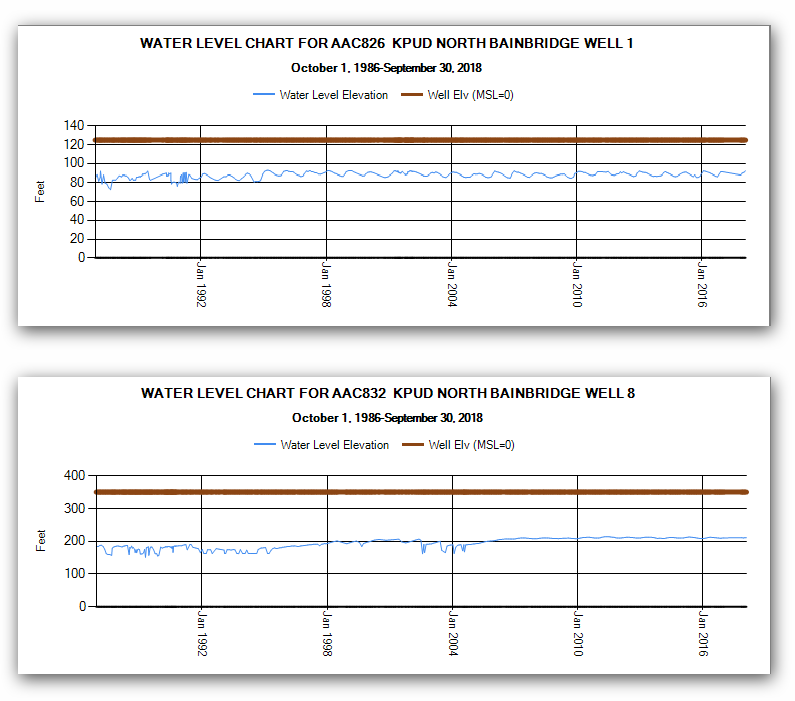 WATER LEVEL CHART FOR AAC826 KPUD NORTH BAINBRIDGE WELL 1
October 1, 1986-September 30, 2018
Water Level Elevation Well Elv (MSL=0)
140
120
100
80
60
40
20
0
Feet
Jan 1992 Jan 1998 Jan 2004 Jan 2010 Jan 2016
WATER LEVEL CHART FOR AAC832 KPUD NORTH BAINBRIDGE WELL 8
October 1, 1986-September 30, 2018
Water Level Elevation Well Elv (MSL=0)
400
300
200
100
0
Feet
Jan 1992 Jan 1998 Jan 2004 Jan 2010 Jan 2016